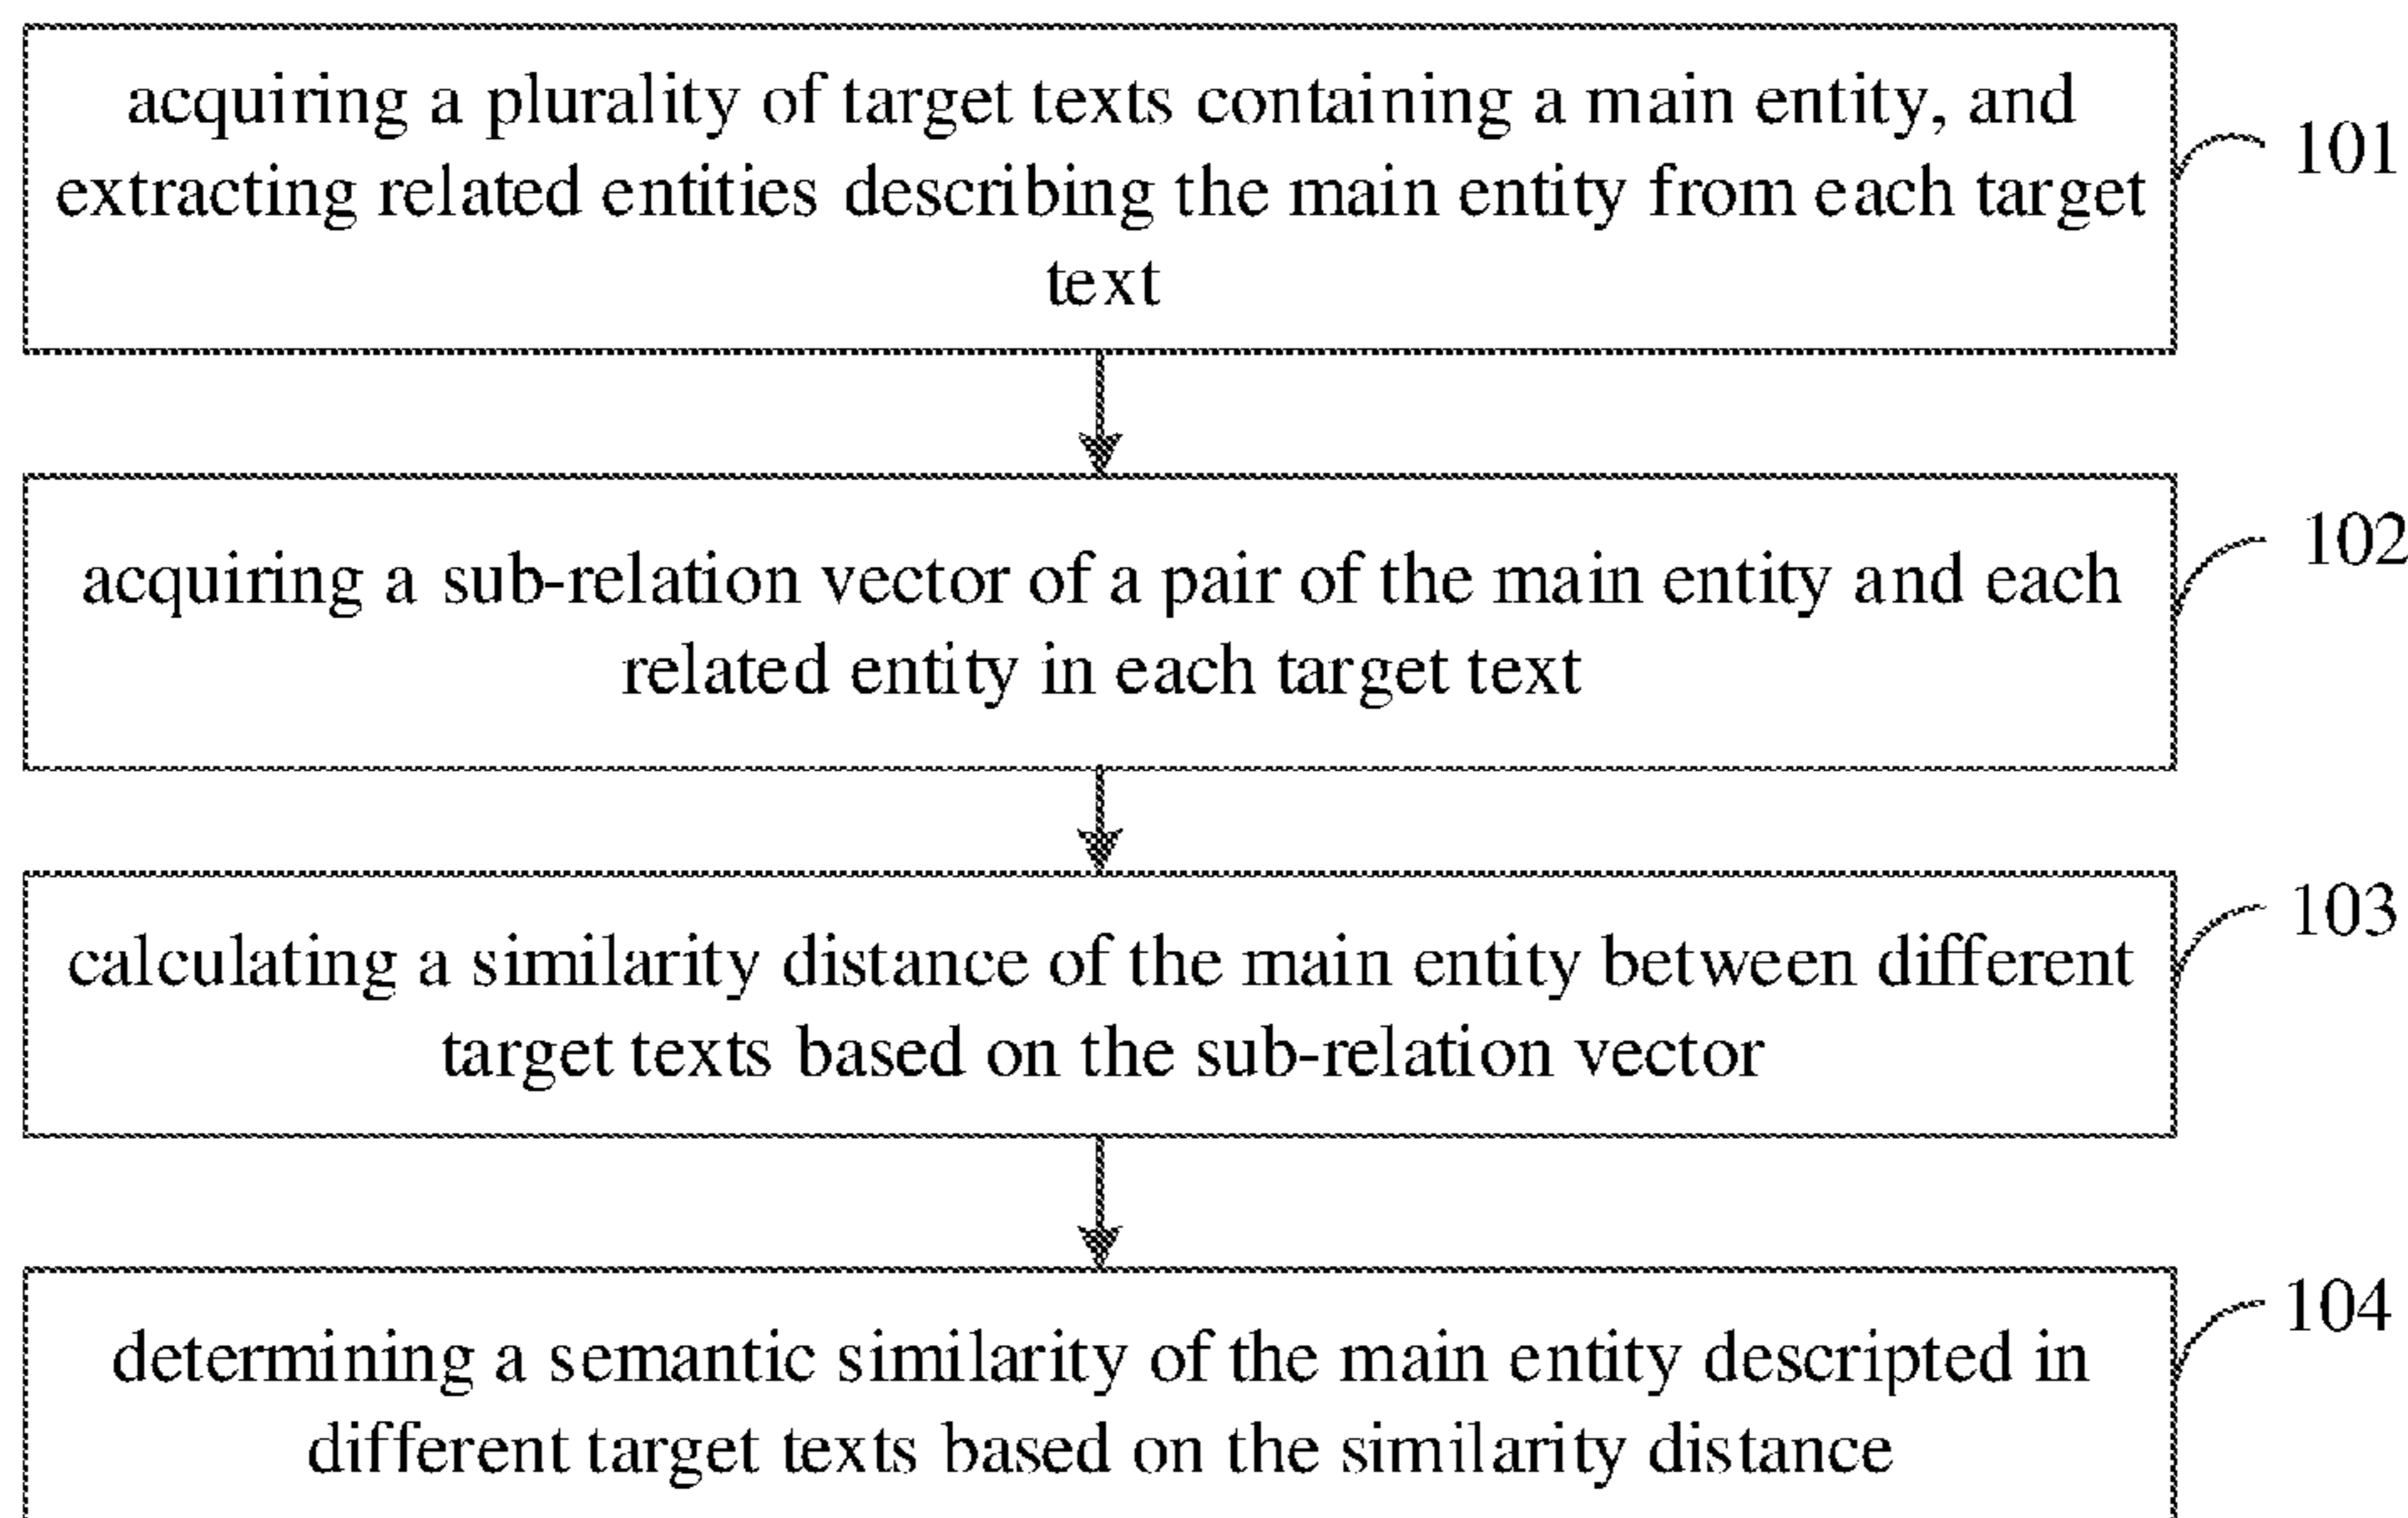 acquiring a plurality of target texts containing a main entity, and
extracting related entities describing the main entity from each target
text
101
acquiring a sub-relation vector of a pair of the main entity and each
related entity in each target text
102
calculating a similarity distance of the main entity between different
target texts based on the sub-relation vector
103
determining a semantic similarity of the main entity descripted in
different target texts based on the similarity distance
104